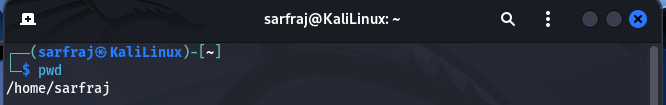 sarfraj@KaliLinux: ~
┌──(sarfraj㉿KaliLinux)-[~]
└─$ pwd
/home/sarfraj